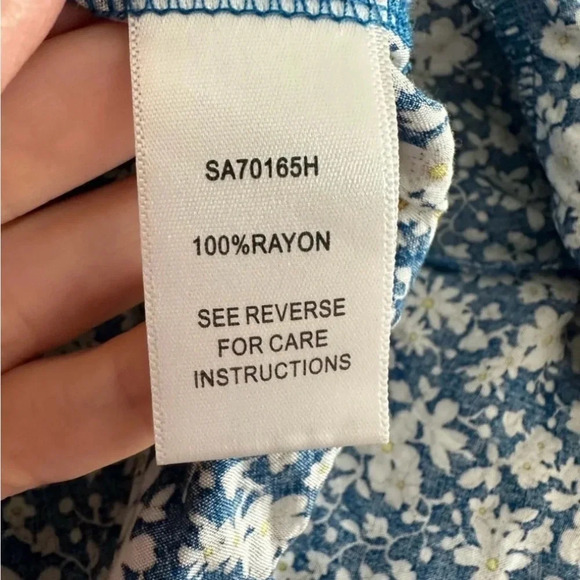 SA70165H
100%RAYON
SEE REVERSE
FOR CARE
INSTRUCTIONS